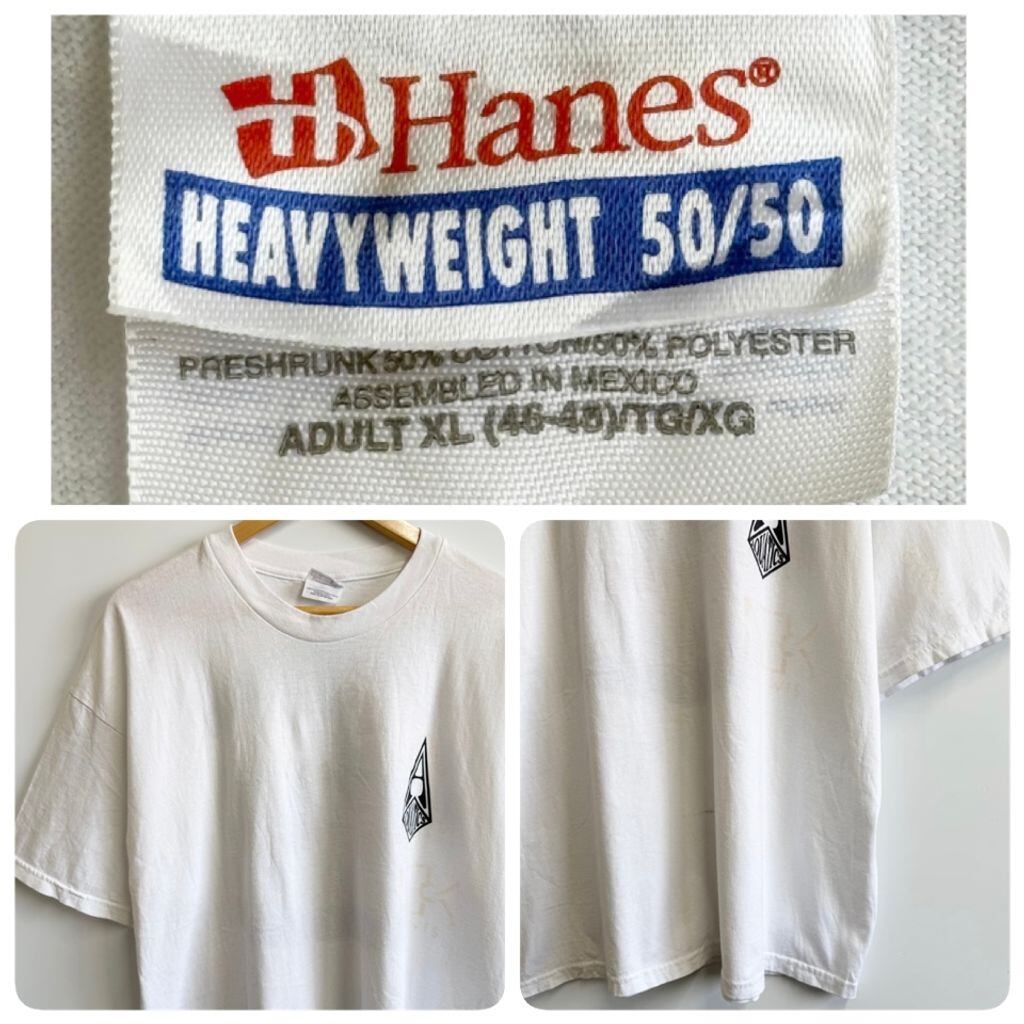 Hanes®
HEAVYWEIGHT 50/50
PRESHRUNK 50% COTTON/50% POLYESTER
ASSEMBLED IN MEXICO
ADULT XL (46-48)/TG/XG